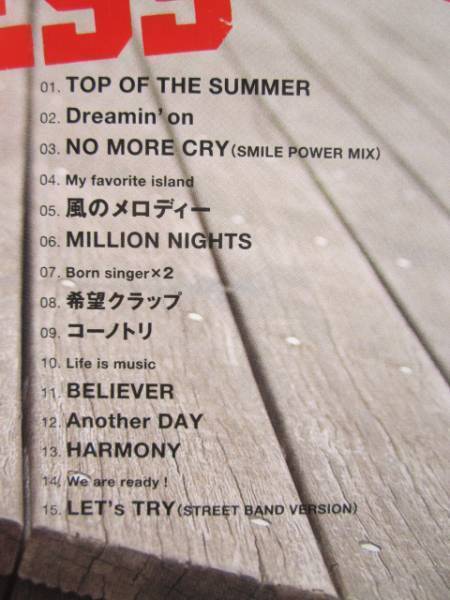 ESS
01. TOP OF THE SUMMER
02. Dreamin' on
03. NO MORE CRY(SMILE POWER MIX)
04. My favorite island
05. 風のメロディー
06. MILLION NIGHTS
07. Born singer×2
08. 希望クラップ
09. コーノトリ
10. Life is music
11. BELIEVER
12. Another DAY
13. HARMONY
14. We are ready !
15. LET's TRY(STREET BAND VERSION)